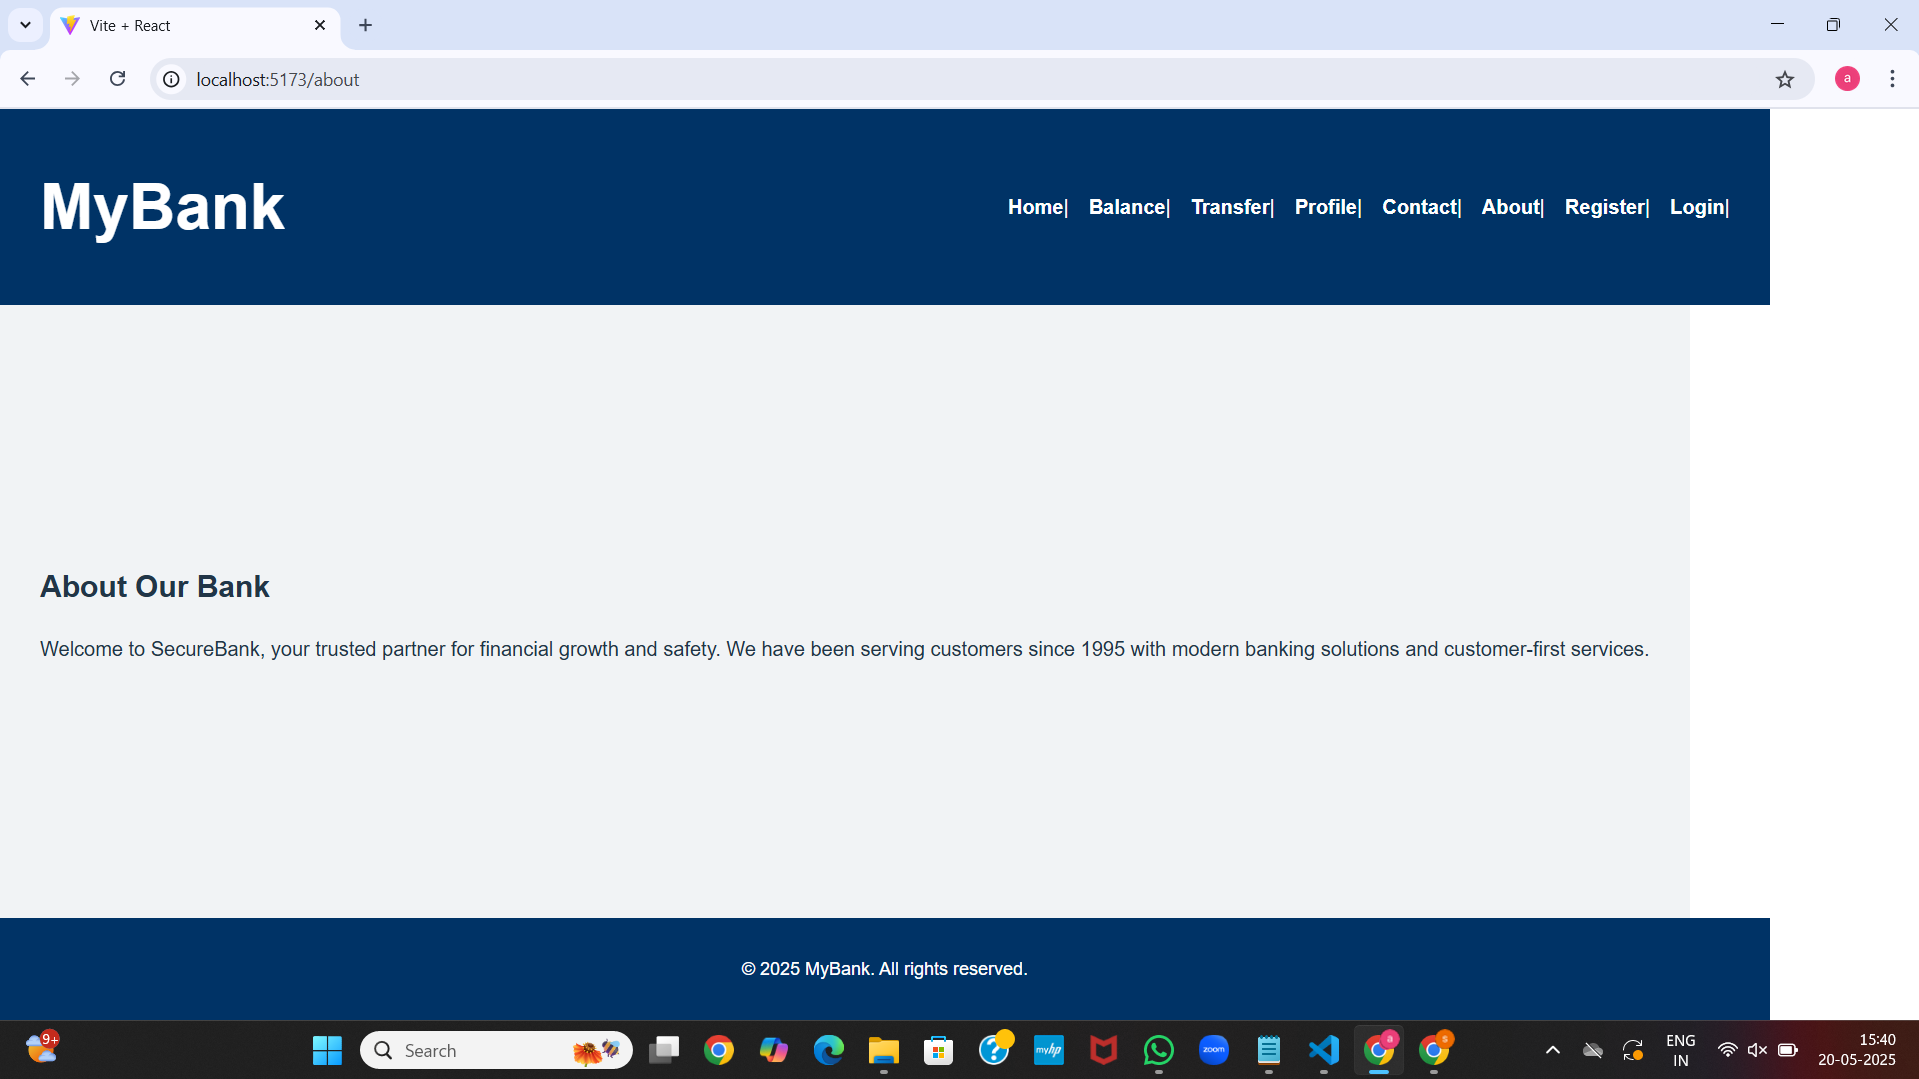 Vite + React
localhost:5173/about
a
MyBank
Home| Balance| Transfer| Profile| Contact| About| Register| Login|
About Our Bank
Welcome to SecureBank, your trusted partner for financial growth and safety. We have been serving customers since 1995 with modern banking solutions and customer-first services.
© 2025 MyBank. All rights reserved.
9+
Search
myhp
zoom
a
s
ENG
IN
15:40
20-05-2025